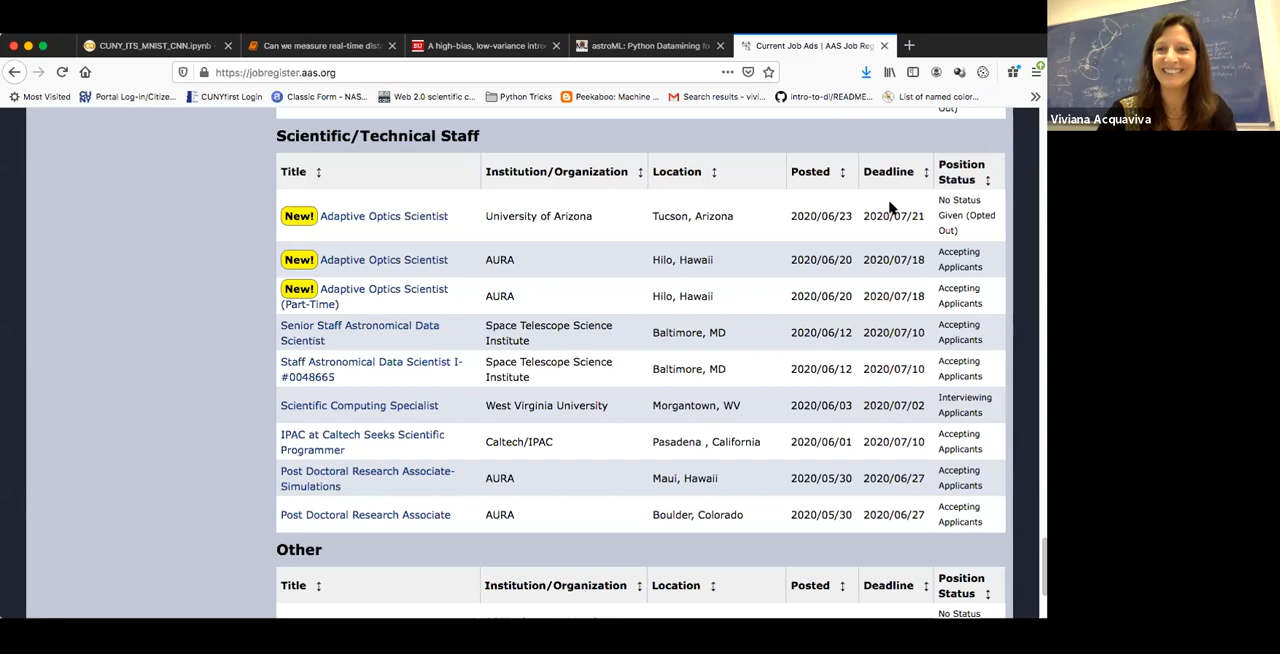 CUNY_ITS_MNIST_CNN.ipynb
Can we measure real-time dist
A high-bias, low-variance intro
astroML: Python Datamining fo
Current Job Ads | AAS Job Reg
https://jobregister.aas.org
Most Visited
Portal Log-in/Citize...
CUNYfirst Login
Classic Form - NAS...
Web 2.0 scientific c...
Python Tricks
Peekaboo: Machine ...
Search results - vivi...
intro-to-dl/README...
List of named color...
Viviana Acquaviva
Out)
Scientific/Technical Staff
Title Institution/Organization Location Posted Deadline Position
Status
New! Adaptive Optics Scientist University of Arizona Tucson, Arizona 2020/06/23 2020/07/21 No Status
Given (Opted
Out)
New! Adaptive Optics Scientist AURA Hilo, Hawaii 2020/06/20 2020/07/18 Accepting
Applicants
New! Adaptive Optics Scientist
(Part-Time) AURA Hilo, Hawaii 2020/06/20 2020/07/18 Accepting
Applicants
Senior Staff Astronomical Data
Scientist Space Telescope Science
Institute Baltimore, MD 2020/06/12 2020/07/10 Accepting
Applicants
Staff Astronomical Data Scientist I-
#0048665 Space Telescope Science
Institute Baltimore, MD 2020/06/12 2020/07/10 Accepting
Applicants
Scientific Computing Specialist West Virginia University Morgantown, WV 2020/06/03 2020/07/02 Interviewing
Applicants
IPAC at Caltech Seeks Scientific
Programmer Caltech/IPAC Pasadena , California 2020/06/01 2020/07/10 Accepting
Applicants
Post Doctoral Research Associate-
Simulations AURA Maui, Hawaii 2020/05/30 2020/06/27 Accepting
Applicants
Post Doctoral Research Associate AURA Boulder, Colorado 2020/05/30 2020/06/27 Accepting
Applicants
Other
Title Institution/Organization Location Posted Deadline Position
Status
No Status